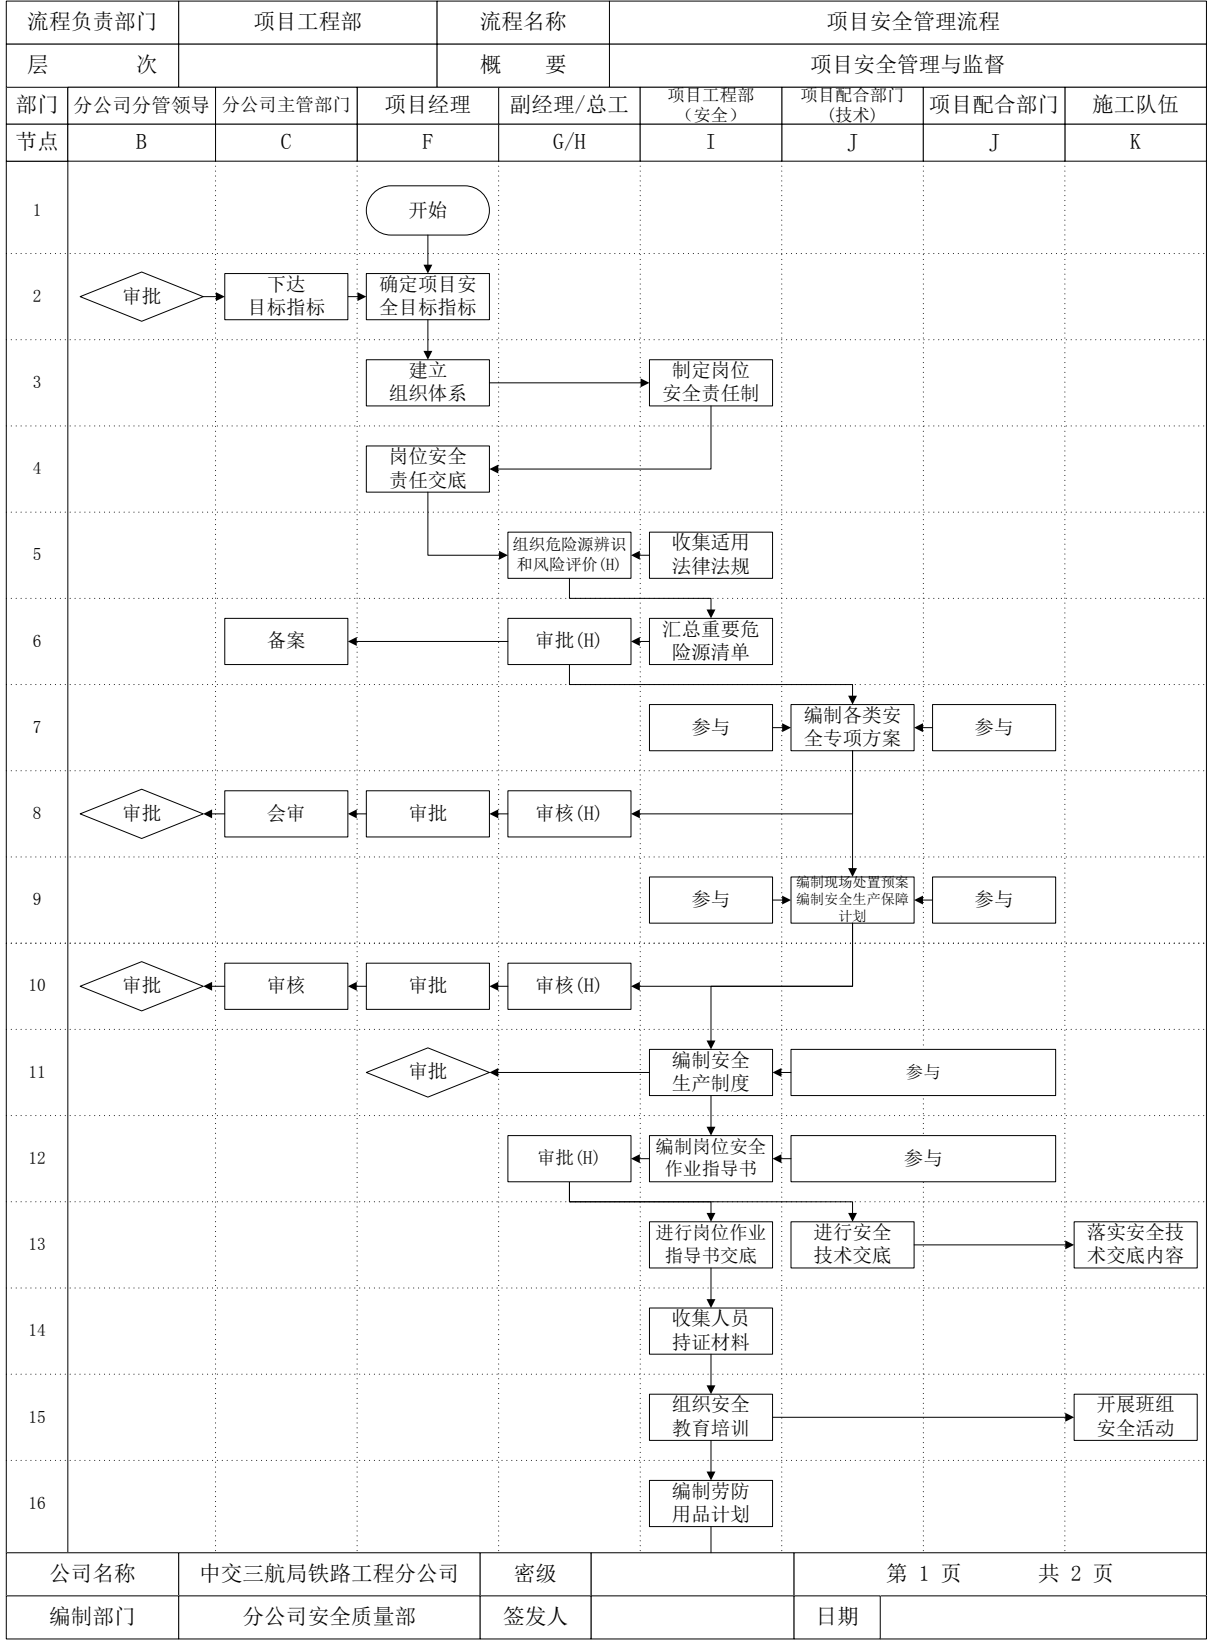 流程负责部门 项目工程部 流程名称 项目安全管理流程
层 次 概 要 项目安全管理与监督
部门 分公司分管领导 分公司主管部门 项目经理 副经理/总工 项目工程部 项目配合部门 项目配合部门 施工队伍
（安全） (技术)
节点 B C F G/H I J J K
1
开始
2
审批
下达
目标指标
确定项目安
全目标指标
3
建立
组织体系
制定岗位
安全责任制
4
岗位安全
责任交底
5
组织危险源辨识
和风险评价(H)
收集适用
法律法规
6
备案
审批(H)
汇总重要危
险源清单
7
参与
编制各类安
全专项方案
参与
8
审批
会审
审批
审核(H)
9
参与
编制现场处置预案
编制安全生产保障
计划
参与
10
审批
审核
审批
审核(H)
11
审批
编制安全
生产制度
参与
12
审批(H)
编制岗位安全
作业指导书
参与
13
进行岗位作业
指导书交底
进行安全
技术交底
落实安全技
术交底内容
14
收集人员
持证材料
15
组织安全
教育培训
开展班组
安全活动
16
编制劳防
用品计划
公司名称 中交三航局铁路工程分公司 密级 第 1 页 共 2 页
编制部门 分公司安全质量部 签发人 日期